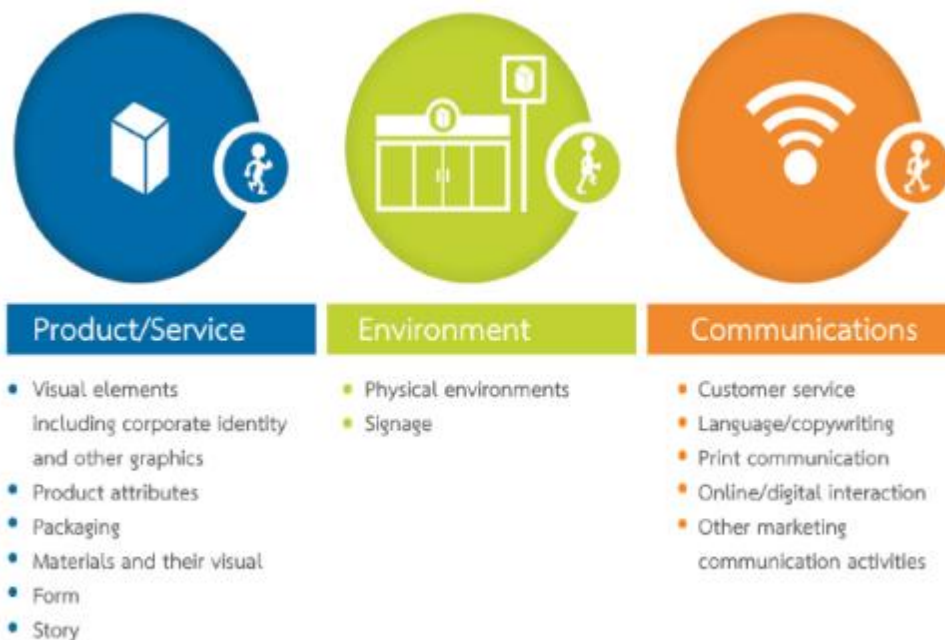 Product/Service
Visual elements
including corporate identity
and other graphics
Product attributes
Packaging
Materials and their visual
Form
Story
Environment
Physical environments
Signage
Communications
Customer service
Language/copywriting
Print communication
Online/digital interaction
Other marketing
communication activities